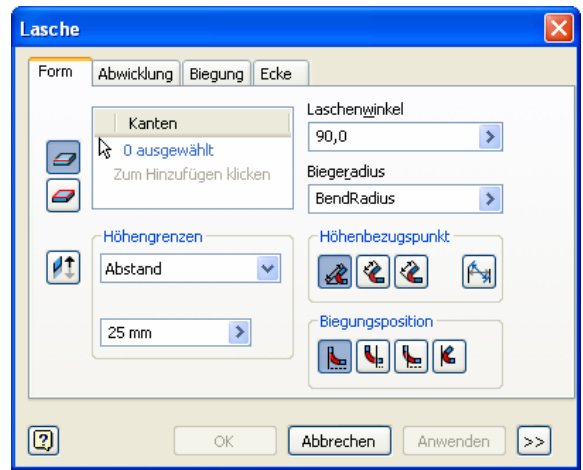 Lasche
Form
Abwicklung
Biegung
Ecke
Kanten
0 ausgewählt
Zum Hinzufügen klicken
Laschenwinkel
90,0
Biegeradius
BendRadius
Höhengrenzen
Abstand
25 mm
Höhenbezugspunkt
Biegungsposition
OK
Abbrechen
Anwenden
>>